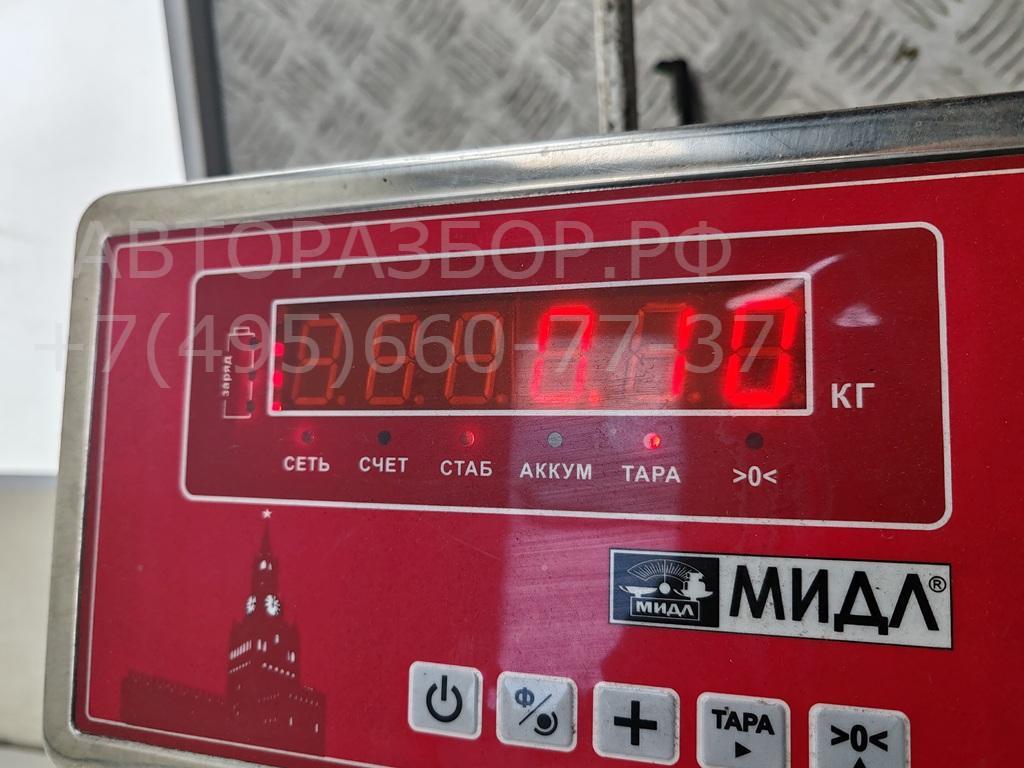 АВТОРАЗБОР.РФ
+7(495)660-77-37
заряд
0.10
КГ
СЕТЬ СЧЕТ СТАБ АККУМ ТАРА >0<
МИДЛ МИДЛ®
Ф
+
ТАРА >0<